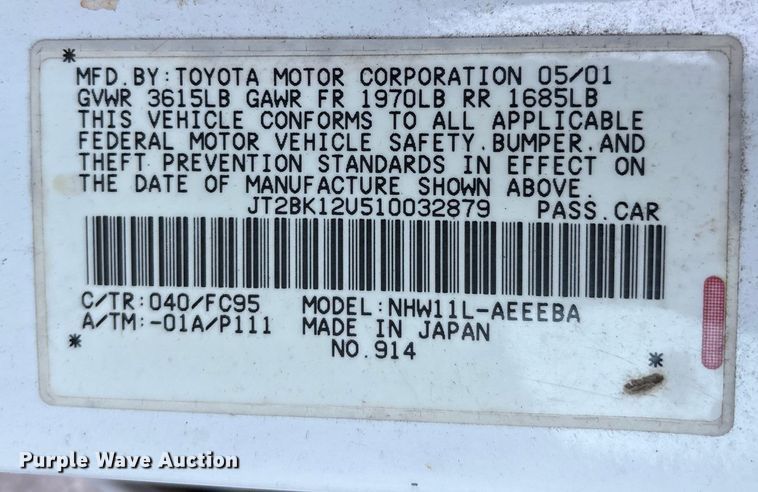 MFD.BY:TOYOTA MOTOR CORPORATION 05/01
GVWR 3615LB GAWR FR 1970LB RR 1685LB
THIS VEHICLE CONFORMS TO ALL APPLICABLE
FEDERAL MOTOR VEHICLE SAFETY.BUMPER.AND
THEFT PREVENTION STANDARDS IN EFFECT ON
THE DATE OF MANUFACTURE SHOWN ABOVE.
JT2BK12U510032879 PASS.CAR
C/TR:040/FC95 MODEL:NHW11L-AEEEBA
A/TM:-01A/P111 MADE IN JAPAN
NO.914
Purple Wave Auction